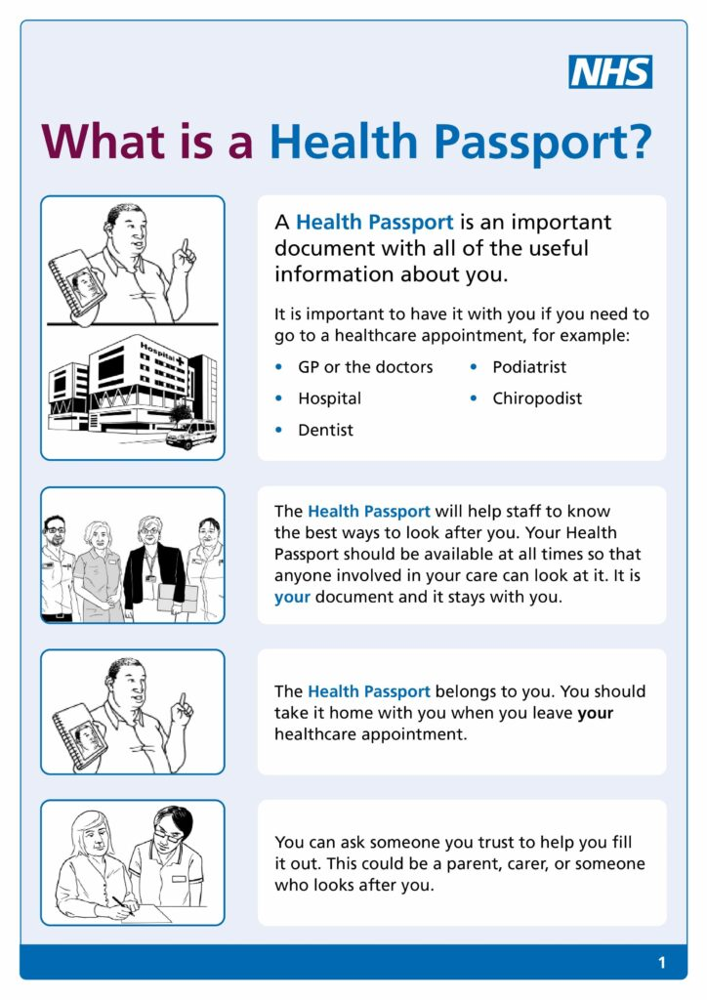 NHS
What is a Health Passport?
A Health Passport is an important
document with all of the useful
information about you.
Hospital
It is important to have it with you if you need to
go to a healthcare appointment, for example:
• GP or the doctors
• Podiatrist
• Hospital
• Chiropodist
• Dentist
The Health Passport will help staff to know
the best ways to look after you. Your Health
Passport should be available at all times so that
anyone involved in your care can look at it. It is
your document and it stays with you.
The Health Passport belongs to you. You should
take it home with you when you leave your
healthcare appointment.
You can ask someone you trust to help you fill
it out. This could be a parent, carer, or someone
who looks after you.
1